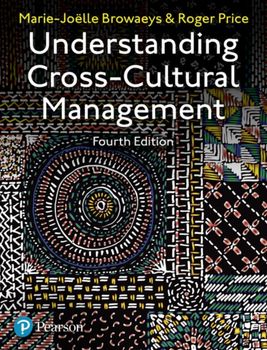 Marie-Joëlle Browaeys & Roger Price
Understanding
Cross-Cultural
Management
Fourth Edition
Pearson